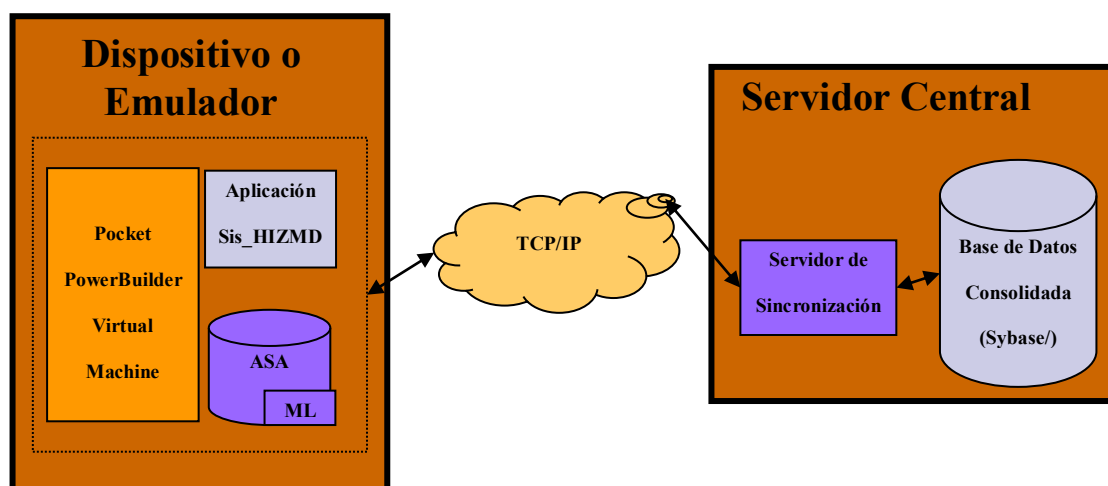 Dispositivo o
Emulador
Pocket
PowerBuilder
Virtual
Machine
Aplicación
Sis_HIZMD
ASA
ML
TCP/IP
Servidor Central
Servidor de
Sincronización
Base de Datos
Consolidada
(Sybase/)